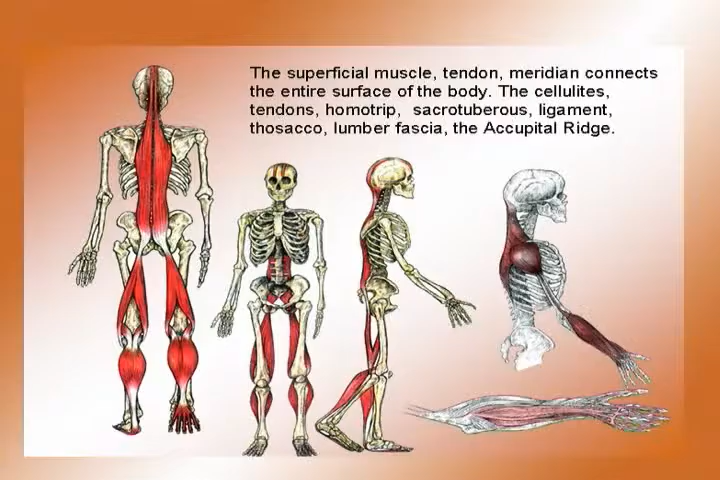 The superficial muscle, tendon, meridian connects
the entire surface of the body. The cellulites,
tendons, homotrip, sacrotuberous, ligament,
thosacco, lumber fascia, the Accupital Ridge.